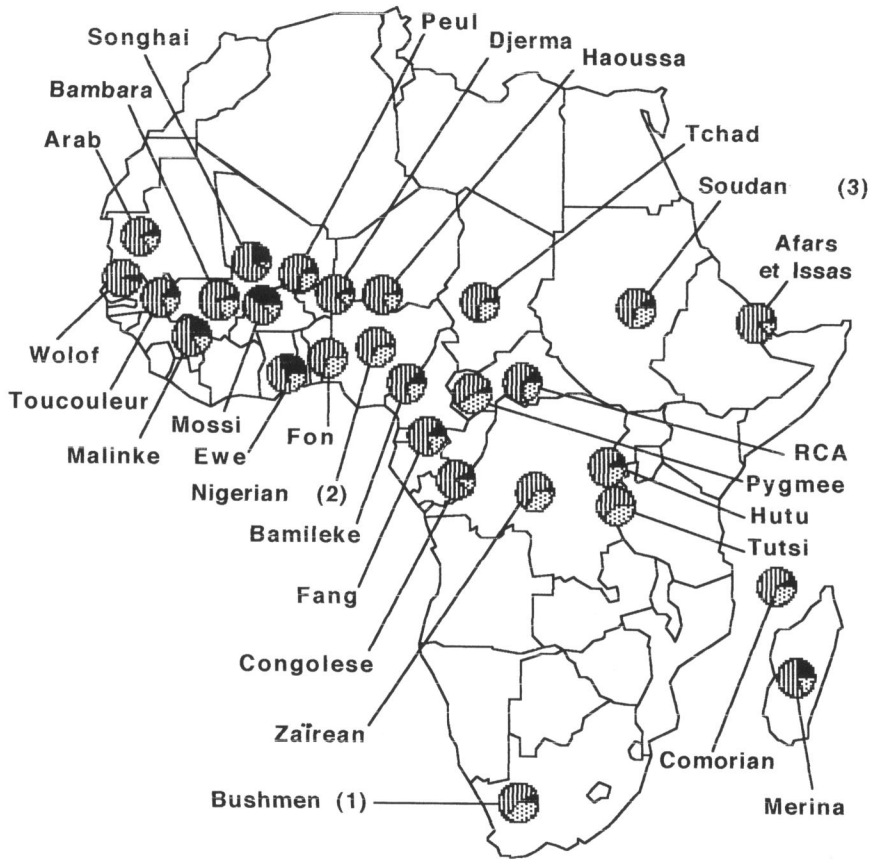 Peul
Songhai
Djerma
Haoussa
Bambara
Arab
Tchad
Soudan (3)
Afars
et Issas
Wolof
Toucouleur
Mossi
Malinke
Ewe
Fon
Nigerian (2)
RCA
Pygmee
Bamileke
Hutu
Tutsi
Fang
Congolese
Zaïrean
Comorian
Bushmen (1)
Merina